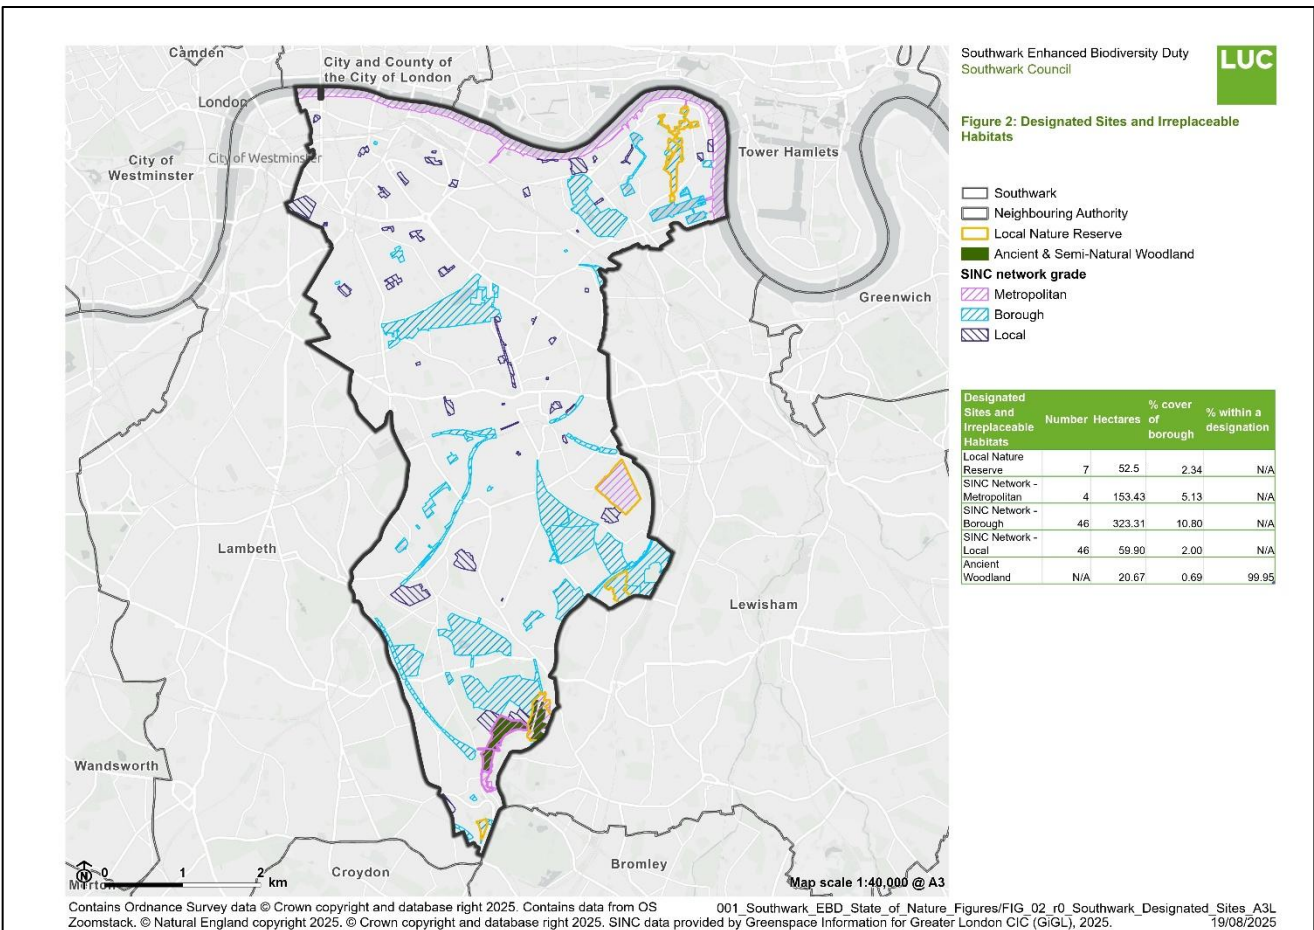 Camden
City and County of
the City of London
London
City of
Westminster
City of Westminster
Tower Hamlets
Greenwich
Lambeth
Lewisham
Wandsworth
Croydon
Bromley
Merton
N
0 1 2
km
Map scale 1:40,000 @ A3
Southwark Enhanced Biodiversity Duty
Southwark Council
LUC
Figure 2: Designated Sites and Irreplaceable
Habitats
Southwark
Neighbouring Authority
Local Nature Reserve
Ancient & Semi-Natural Woodland
SINC network grade
Metropolitan
Borough
Local
Designated
Sites and
Irreplaceable
Habitats
Number
Hectares
% cover
of
borough
% within a
designation
Local Nature
Reserve 7 52.5 2.34 N/A
SINC Network -
Metropolitan 4 153.43 5.13 N/A
SINC Network -
Borough 46 323.31 10.80 N/A
SINC Network -
Local 46 59.90 2.00 N/A
Ancient
Woodland N/A 20.67 0.69 99.95
Contains Ordnance Survey data © Crown copyright and database right 2025. Contains data from OS
Zoomstack. © Natural England copyright 2025. © Crown copyright and database right 2025. SINC data provided by Greenspace Information for Greater London CIC (GiGL), 2025.
001_Southwark_EBD_State_of_Nature_Figures/FIG_02_r0_Southwark_Designated_Sites_A3L
19/08/2025